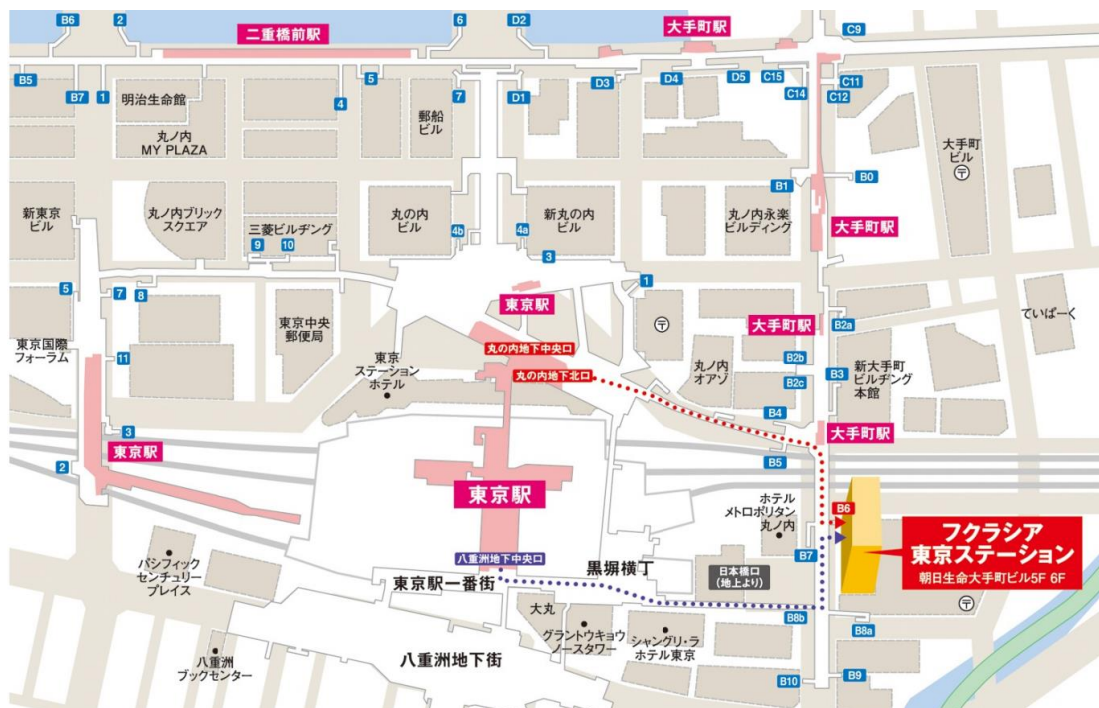 B6
2
二重橋前駅
6
D2
大手町駅
C9
B5
B7
1
明治生命館
丸ノ内
MY PLAZA
4
5
7
郵船
ビル
D1
D3
D4
D5
C15
C14
C11
C12
大手町
ビル
〒
B0
B1
新東京
ビル
丸ノ内ブリック
スクエア
三菱ビルヂング
9
10
丸の内
ビル
4b
4a
新丸の内
ビル
3
丸ノ内永楽
ビルディング
大手町駅
5
7
8
東京中央
郵便局
東京駅
1
〒
大手町駅
B2a
ていぱーく
東京国際
フォーラム
11
東京
ステーション
ホテル
丸の内地下中央口
丸の内地下北口
丸ノ内
オアゾ
B2b
B2c
B3
新大手町
ビルヂング
本館
B4
大手町駅
3
東京駅
2
B5
東京駅
ホテル
メトロポリタン
丸ノ内
B6
フクラシア
東京ステーション
朝日生命大手町ビル5F 6F
B7
八重洲地下中央口
黒塀横丁
日本橋口
(地上より)
パシフィック
センチュリー
プレイス
東京駅一番街
大丸
グラントウキョウ
ノースタワー
シャングリ・ラ
ホテル東京
B8b
B8a
〒
八重洲
ブックセンター
八重洲地下街
B10
B9